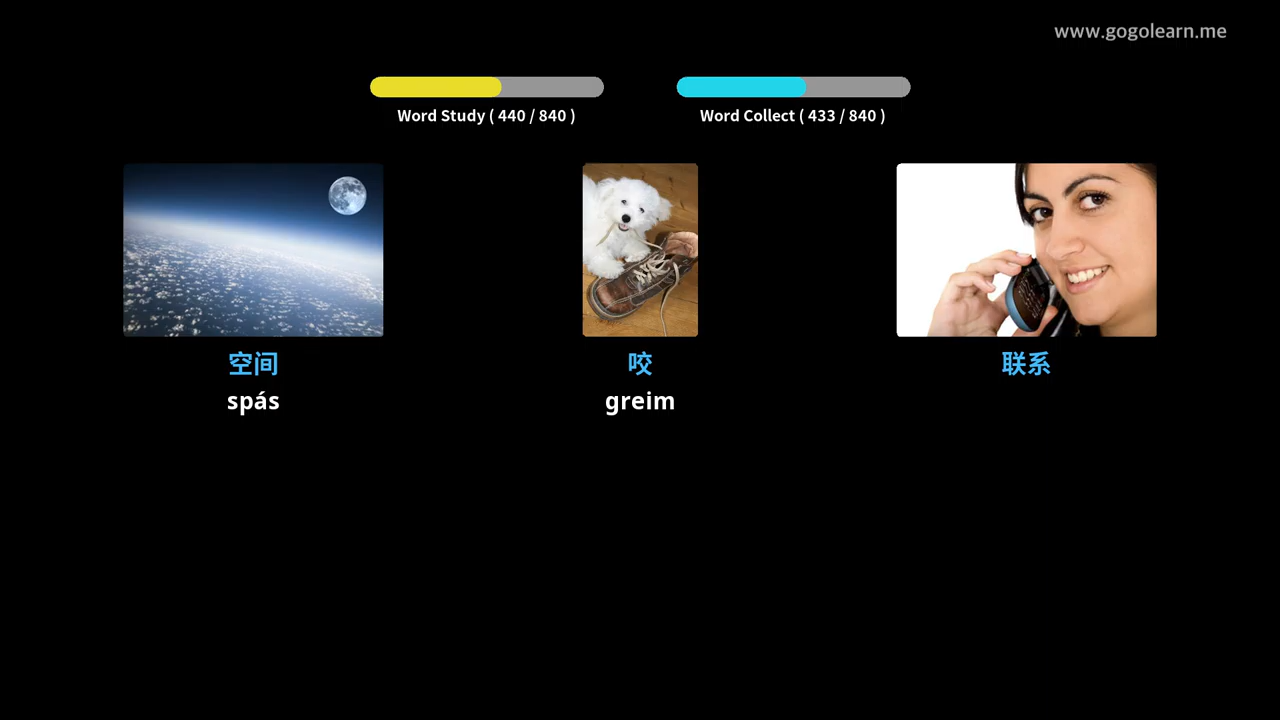 www.gogolearn.me
Word Study ( 440 / 840 )
Word Collect ( 433 / 840 )
空间
咬
联系
spás
greim